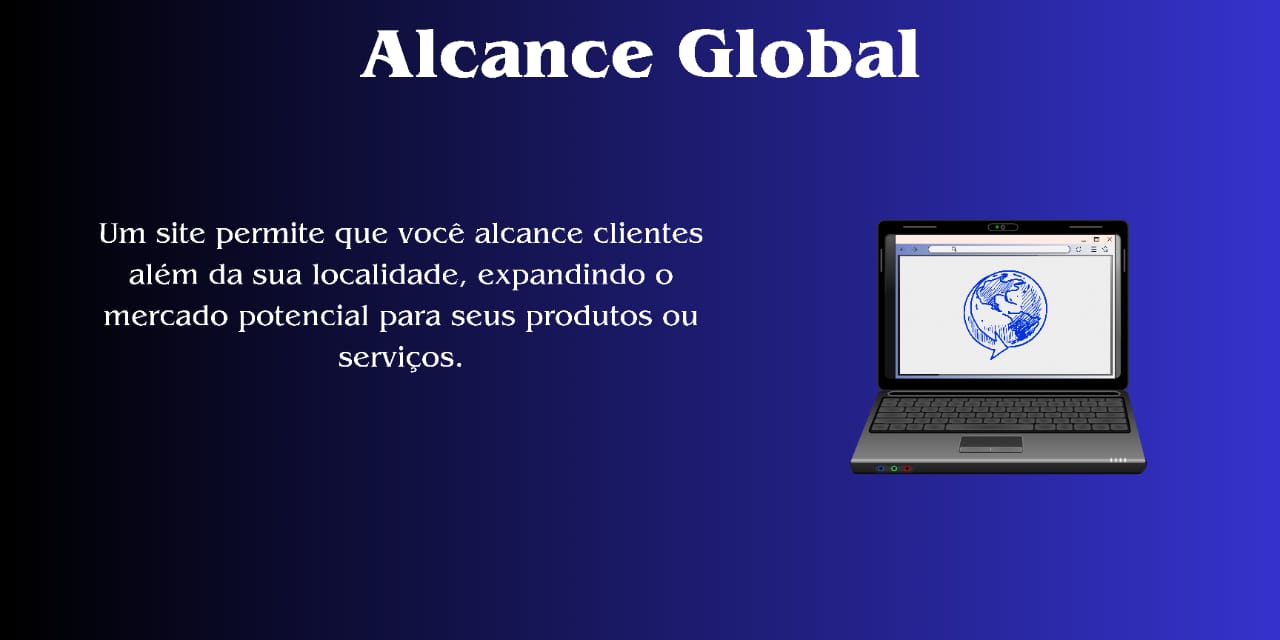 Alcance Global
Um site permite que você alcance clientes
além da sua localidade, expandindo o
mercado potencial para seus produtos ou
serviços.